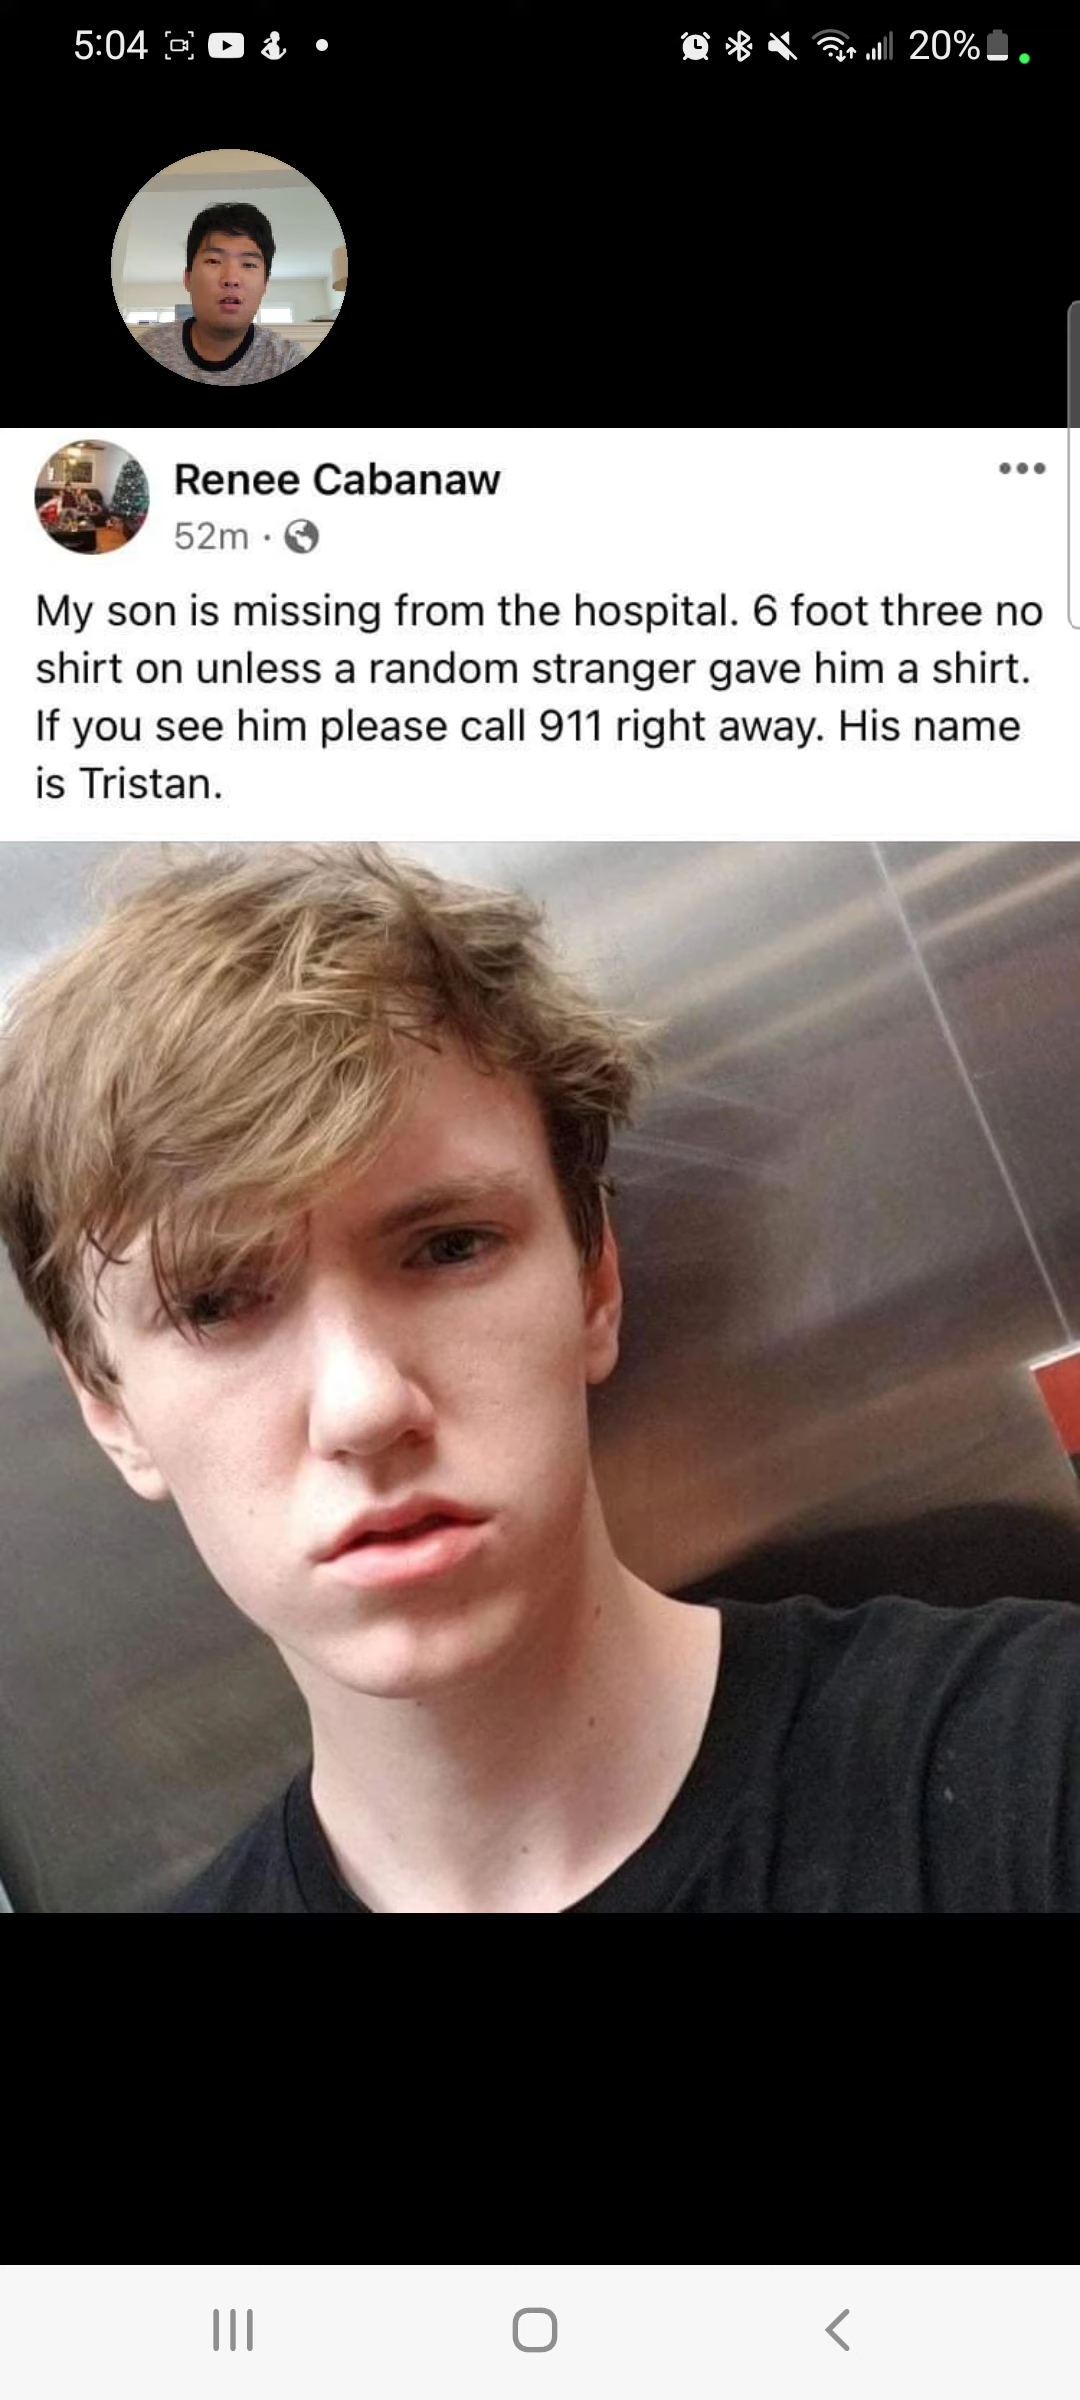 5:04
20%
Renee Cabanaw
52m
My son is missing from the hospital. 6 foot three no
shirt on unless a random stranger gave him a shirt.
If you see him please call 911 right away. His name
is Tristan.